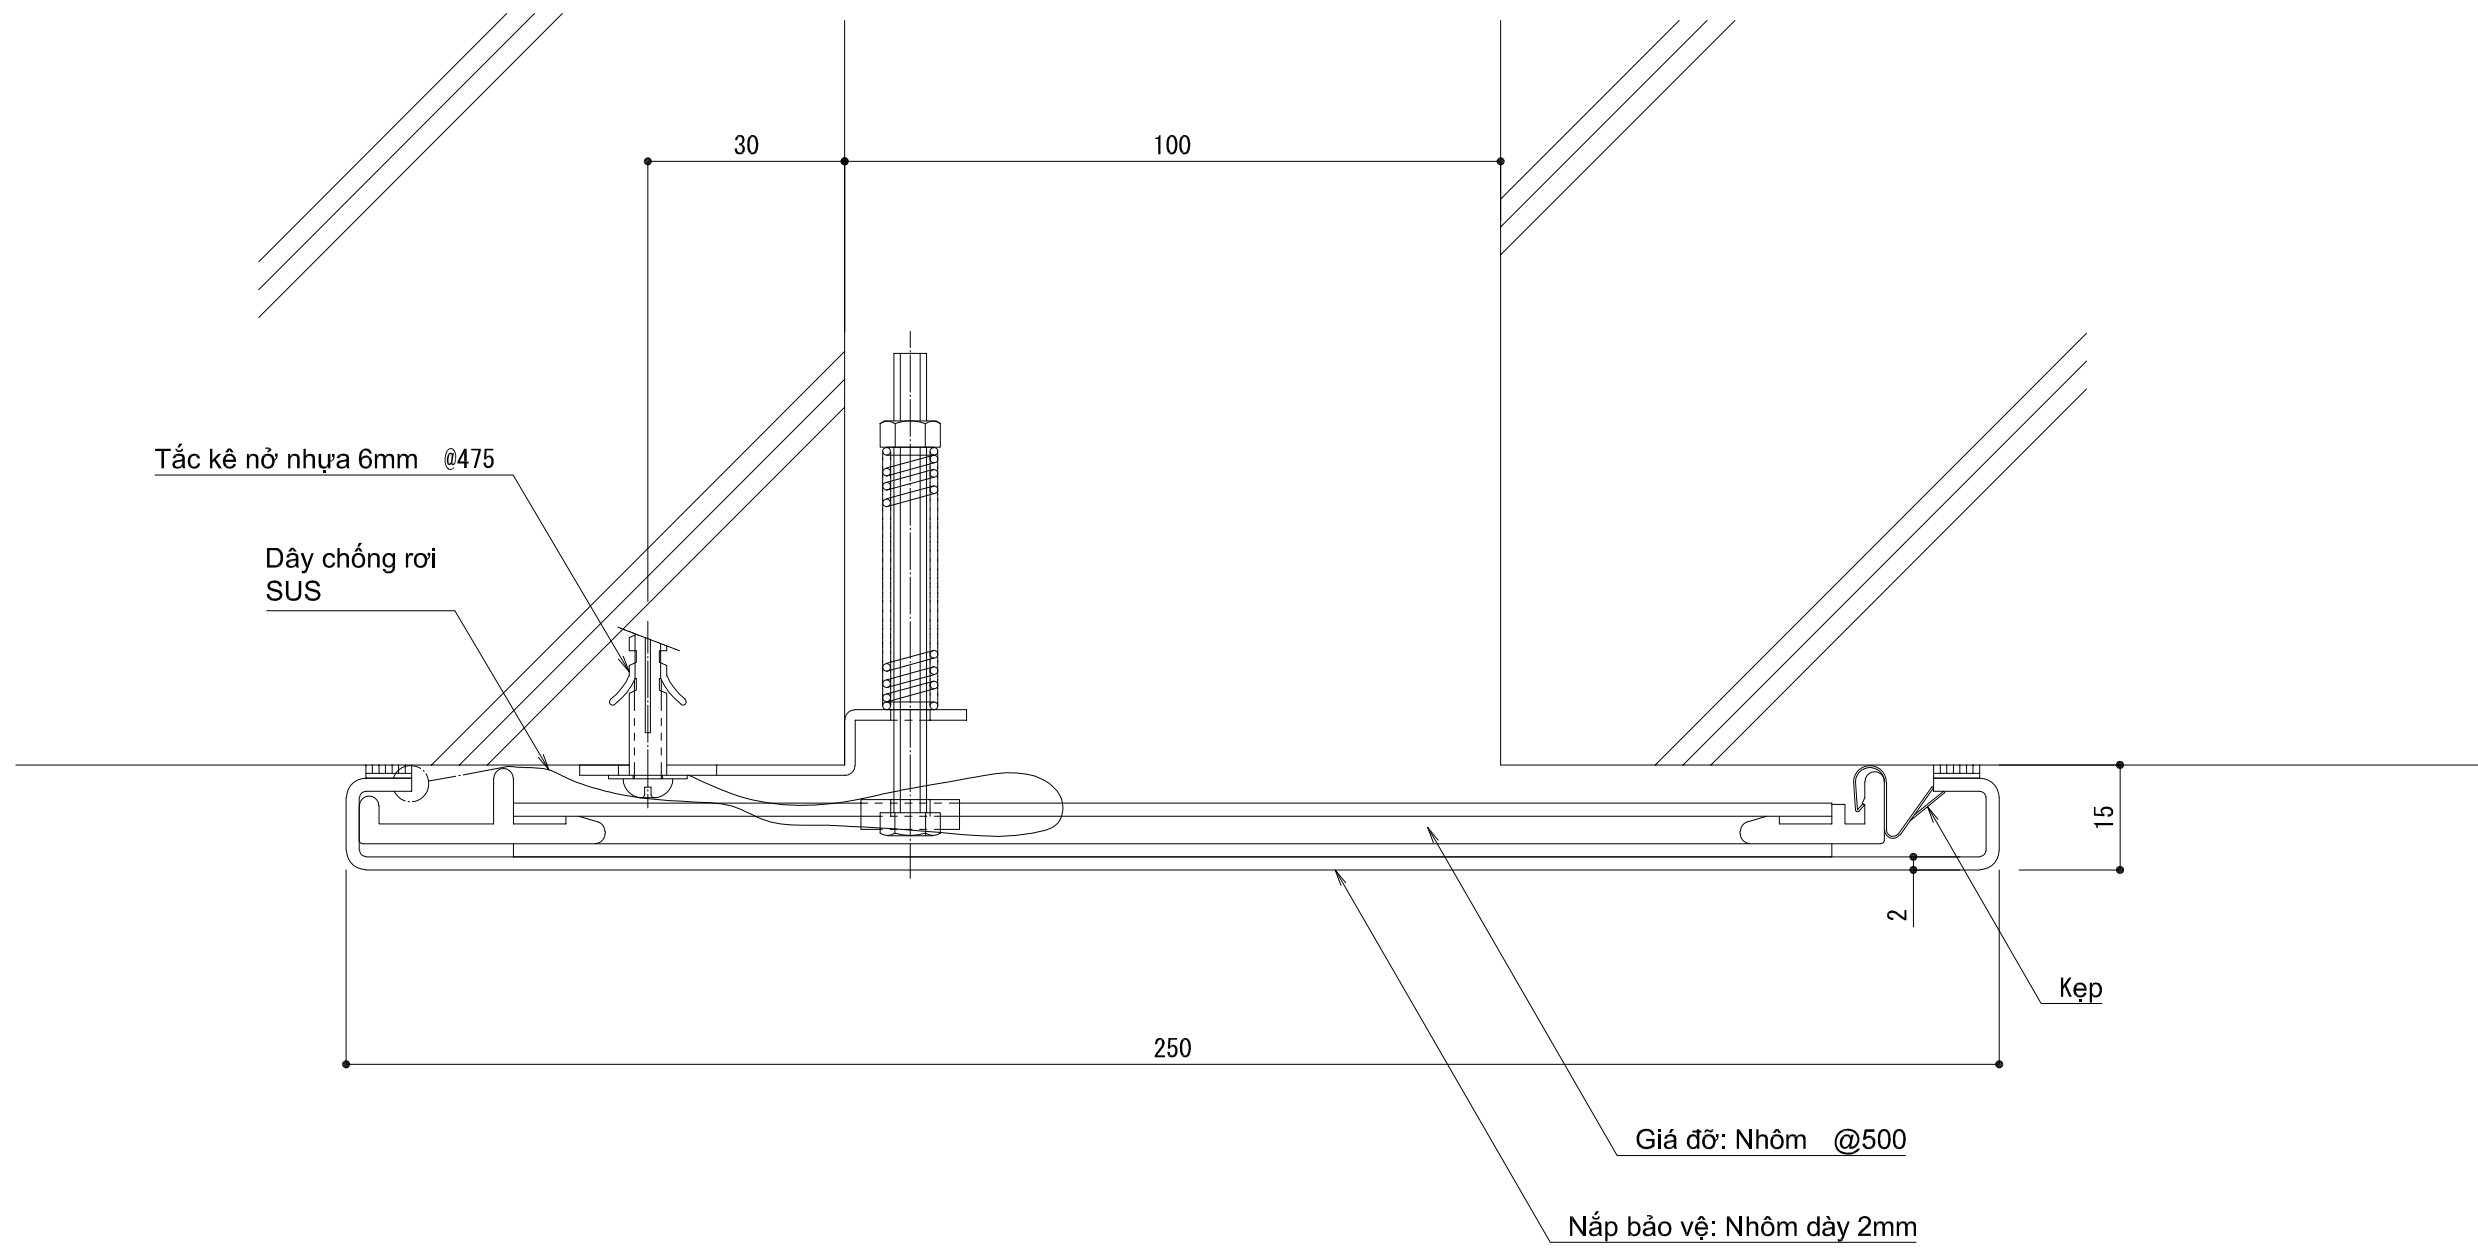 30
100
Tắc kê nở nhựa 6mm @475
Dây chống rơi
SUS
15
2
Kẹp
250
Giá đỡ: Nhôm @500
Nắp bảo vệ: Nhôm dày 2mm